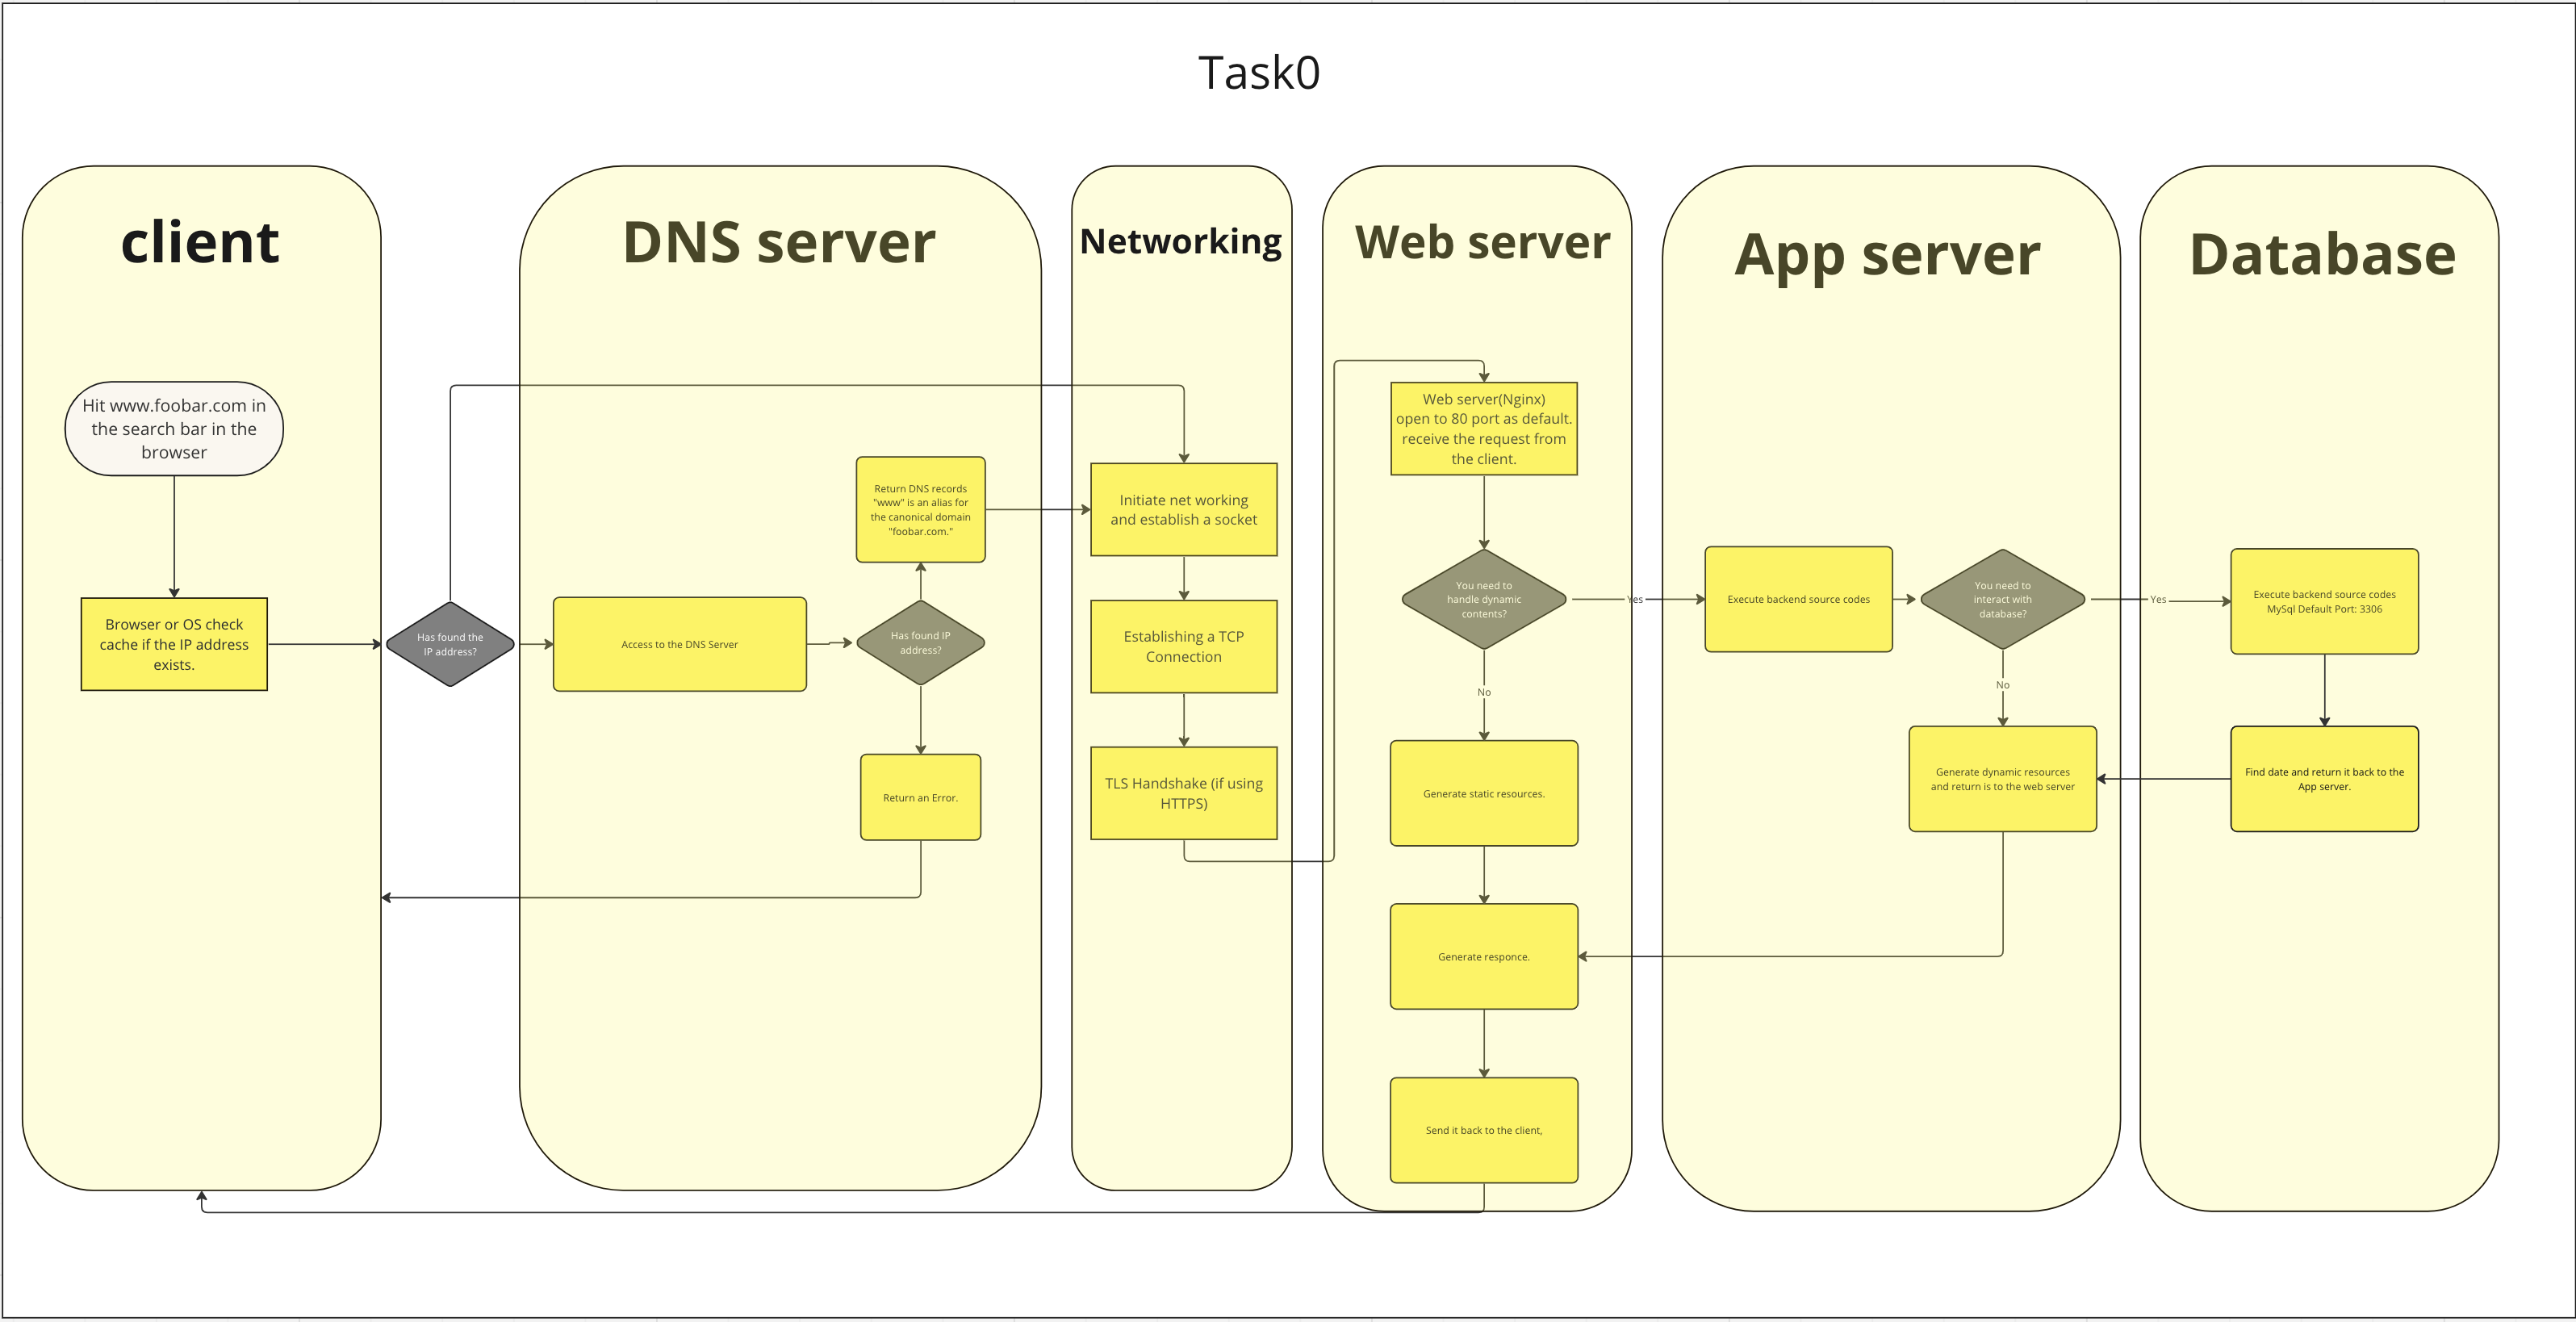 Task0
client
Hit www.foobar.com in
the search bar in the
browser
Browser or OS check
cache if the IP address
exists.
Has found the
IP address?
DNS server
Access to the DNS Server
Has found IP
address?
Return DNS records
"www" is an alias for
the canonical domain
"foobar.com."
Return an Error.
Networking
Initiate net working
and establish a socket
Establishing a TCP
Connection
TLS Handshake (if using
HTTPS)
Web server
Web server(Nginx)
open to 80 port as default.
receive the request from
the client.
You need to
handle dynamic
contents?
Yes
No
Generate static resources.
Generate responce.
Send it back to the client,
App server
Execute backend source codes
You need to
interact with
database?
Yes
No
Generate dynamic resources
and return is to the web server
Database
Execute backend source codes
MySql Default Port: 3306
Find date and return it back to the
App server.